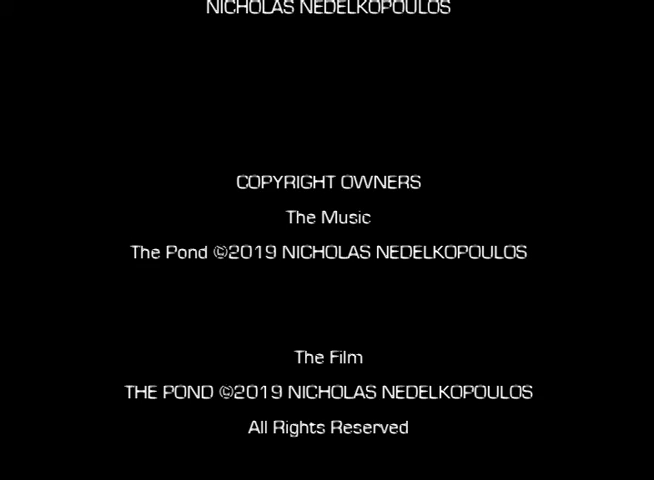 NICHOLAS NEDELKOPOULOS
COPYRIGHT OWNERS
The Music
The Pond ©2019 NICHOLAS NEDELKOPOULOS
The Film
THE POND ©2019 NICHOLAS NEDELKOPOULOS
All Rights Reserved